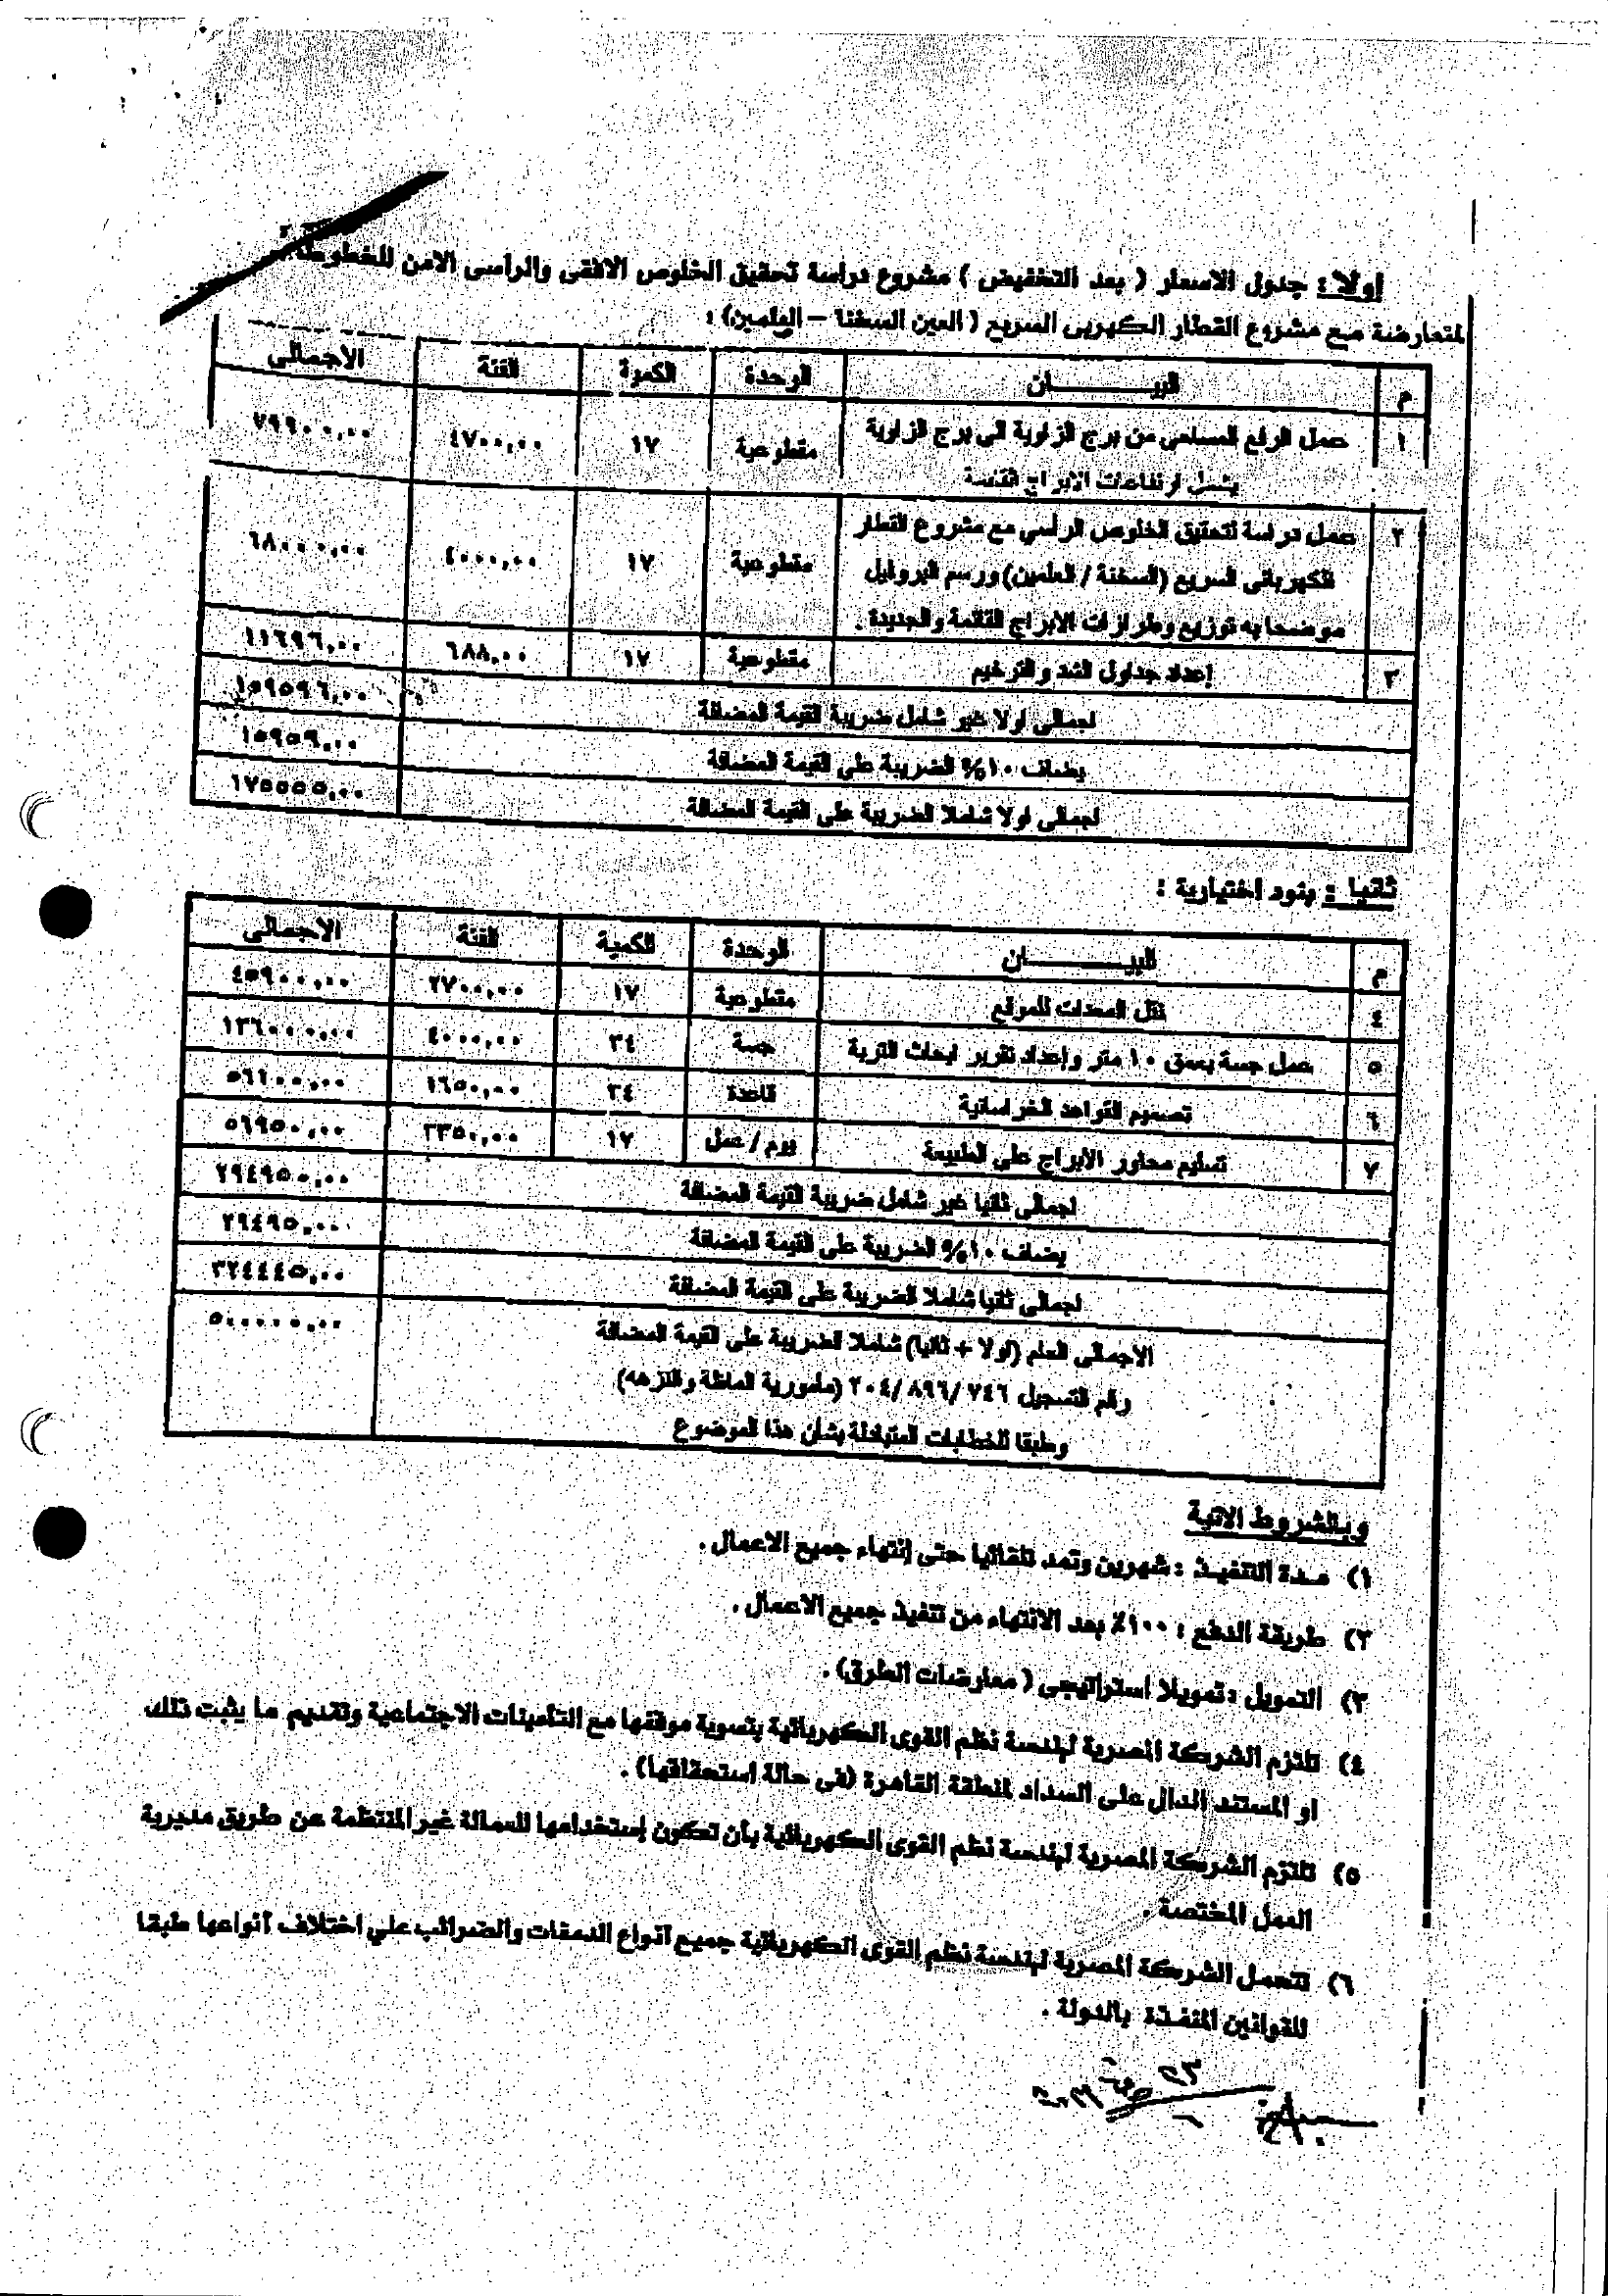 اولا : جدول الاسعار ( بعد التخفيض ) مشروع دراسة تحقيق الخلوص الافقى والراسى الامن للخطوط
المتعارضة مع مشروع القطار الكهربى السريع ( العين السخنة – العلمين ) :
م البيـــــــــان الوحدة الكمية الفئة الاجمالى
١ عمل الرفع المساحى من برج الزاوية الى برج الزاوية مقطوعية ١٧ ٤٧٠٠,٠٠ ٧٩٩٠٠,٠٠
يشمل ارتفاعات الابراج القائمة
٢ عمل دراسة لتحقيق الخلوص الراسي مع مشروع القطار مقطوعية ١٧ ٤٠٠٠,٠٠ ٦٨٠٠٠,٠٠
الكهربائى السريع (السخنة / العلمين) ورسم البروفيل
موضحا به توزيع وطرازات الابراج القائمة والجديدة .
٣ إعداد جداول الشد والترخيم مقطوعية ١٧ ٦٨٨,٠٠ ١١٦٩٦,٠٠
اجمالى اولا غير شامل ضريبة القيمة المضافة ١٥٩٥٩٦,٠٠
يضاف ١٠% الضريبة على القيمة المضافة ١٥٩٥٩,٠٠
اجمالى اولا شاملا الضريبة على القيمة المضافة ١٧٥٥٥٥,٠٠
ثانيا : بنود اختيارية :
م البيـــــــــان الوحدة الكمية الفئة الاجمالى
٤ نقل المعدات للموقع مقطوعية ١٧ ٢٧٠٠,٠٠ ٤٥٩٠٠,٠٠
٥ عمل جسة بعمق ١٠ متر وإعداد تقرير ابحاث التربة جسة ٣٤ ٤٠٠٠,٠٠ ١٣٦٠٠٠,٠٠
٦ تصميم القواعد الخراسانية قاعدة ٣٤ ١٦٥٠,٠٠ ٥٦١٠٠,٠٠
٧ تسليم محاور الابراج على الطبيعة يوم / عمل ١٧ ٣٣٥٠,٠٠ ٥٦٩٥٠,٠٠
اجمالى ثانيا غير شامل ضريبة القيمة المضافة ٢٩٤٩٥٠,٠٠
يضاف ١٠% الضريبة على القيمة المضافة ٢٩٤٩٥,٠٠
اجمالى ثانيا شاملا الضريبة على القيمة المضافة ٣٢٤٤٤٥,٠٠
الاجمالى العام (اولا + ثانيا) شاملا الضريبة على القيمة المضافة ٥٠٠٠٠٠,٠٠
رقم التسجيل ٢٠٤/٨٩٦/٧٤٦ (مأمورية الماظة والنزهه)
وطبقا للخطابات المتبادلة بشأن هذا الموضوع
وبالشروط الاتية
١) مدة التنفيذ : شهرين وتمد تلقائيا حتى إنتهاء جميع الاعمال .
٢) طريقة الدفع : ١٠٠٪ بعد الانتهاء من تنفيذ جميع الاعمال .
٣) التمويل : تمويلا استراتيجى ( معارضات الطرق) .
٤) تلتزم الشركة المصرية لهندسة نظم القوى الكهربائية بتسوية موقفها مع التأمينات الاجتماعية وتقديم ما يثبت ذلك
او المستند الدال على السداد لمنطقة القاهرة (فى حالة استحقاقها) .
٥) تلتزم الشركة المصرية لهندسة نظم القوى الكهربائية بأن تكون إستخدامها للعمالة غير المنتظمة عن طريق مديرية
العمل المختصة .
٦) تتحمل الشركة المصرية لهندسة نظم القوى الكهربائية جميع أنواع الدمغات والضرائب علي اختلاف أنواعها طبقا
للقوانين المنفذة بالدولة .